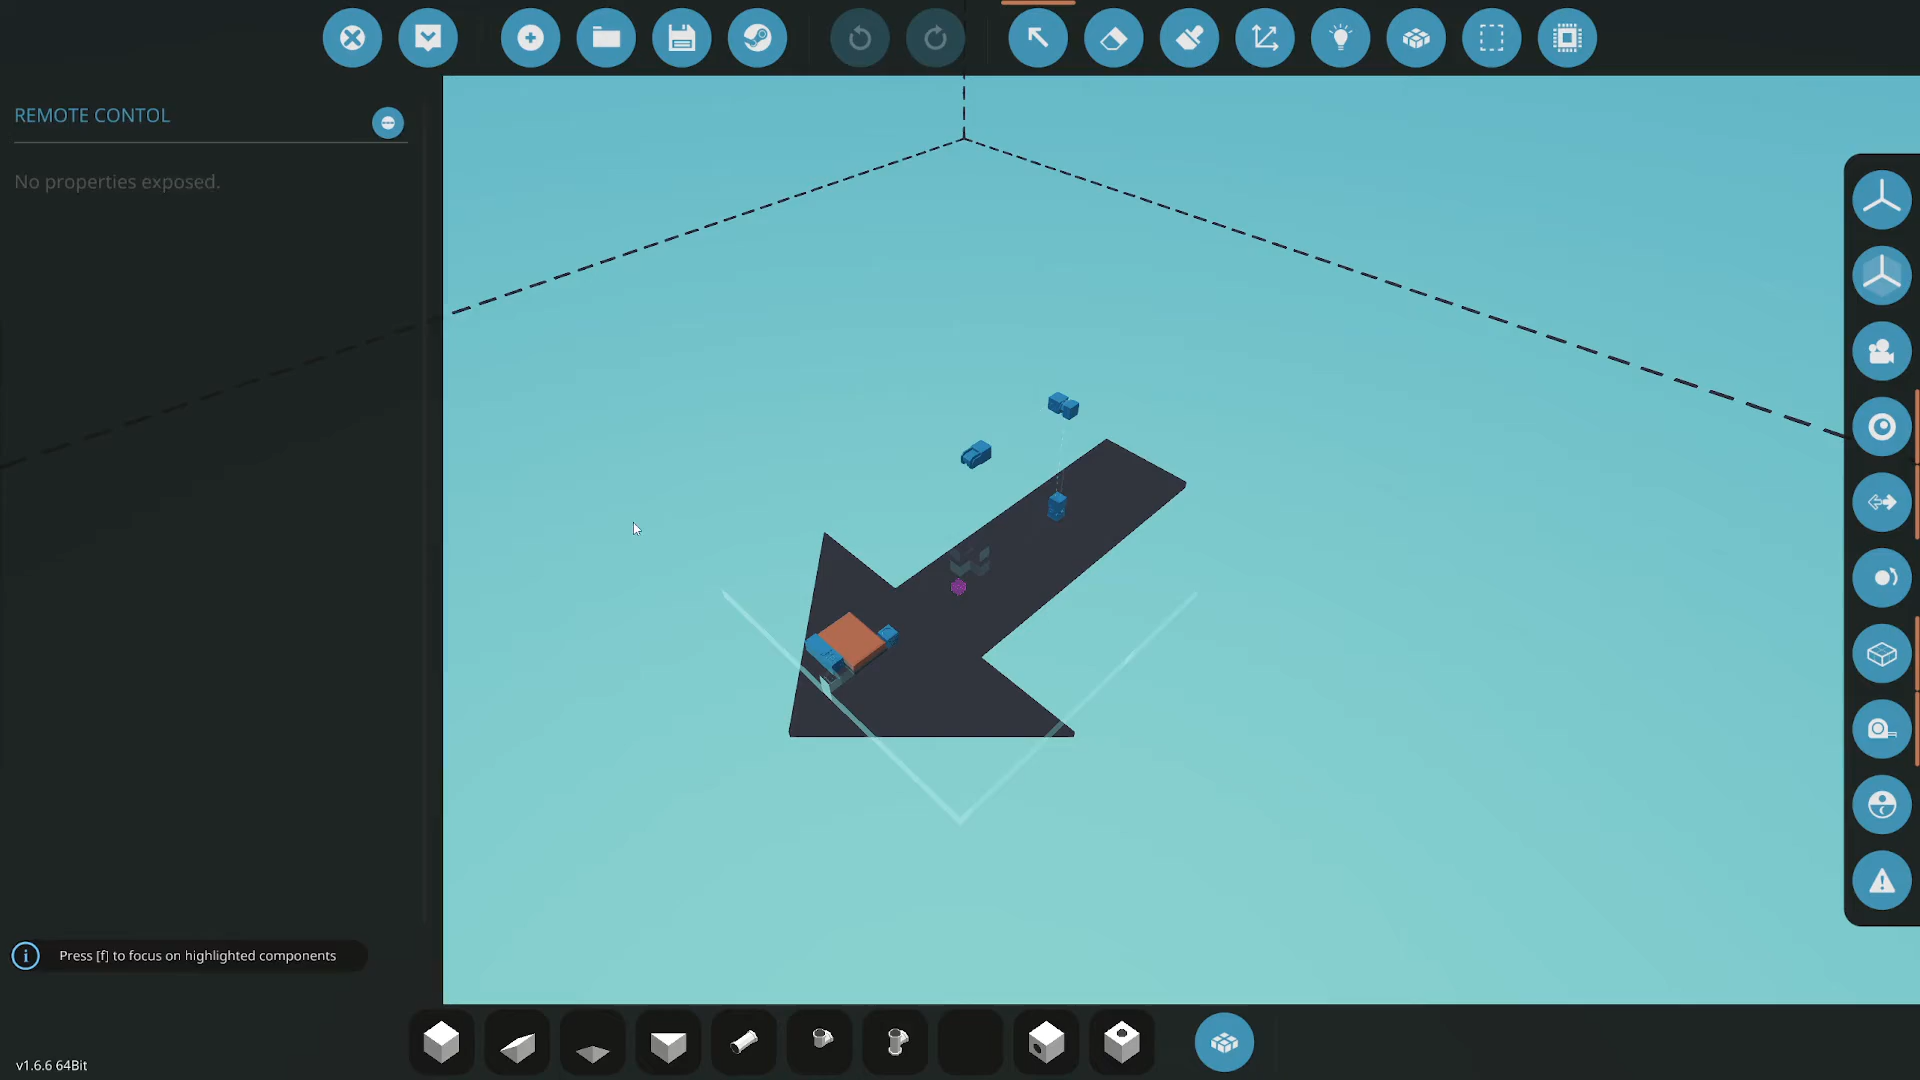 REMOTE CONTOL
No properties exposed.
Press [f] to focus on highlighted components
v1.6.6 64Bit